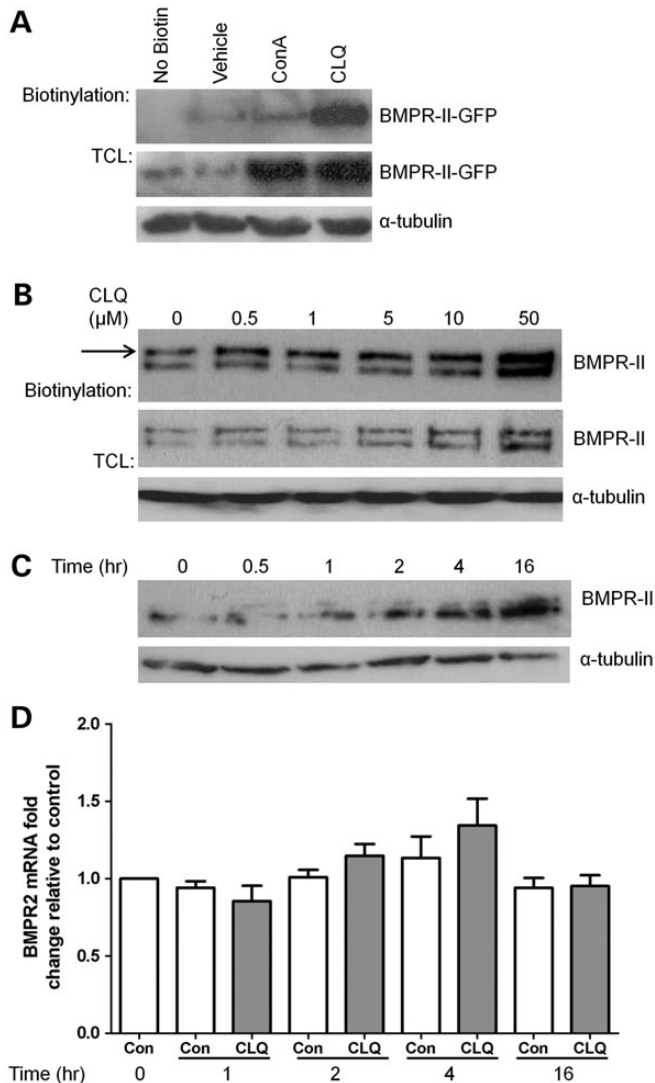 A
No Biotin Vehicle ConA CLQ
Biotinylation:
BMPR-II-GFP
TCL:
BMPR-II-GFP
α-tubulin
B
CLQ
(µM) 0 0.5 1 5 10 50
BMPR-II
Biotinylation:
BMPR-II
TCL:
α-tubulin
C
Time (hr) 0 0.5 1 2 4 16
BMPR-II
α-tubulin
D
BMPR2 mRNA fold
change relative to control
2.0
1.5
1.0
0.5
0.0
Con Con CLQ Con CLQ Con CLQ Con CLQ
Time (hr) 0 1 2 4 16